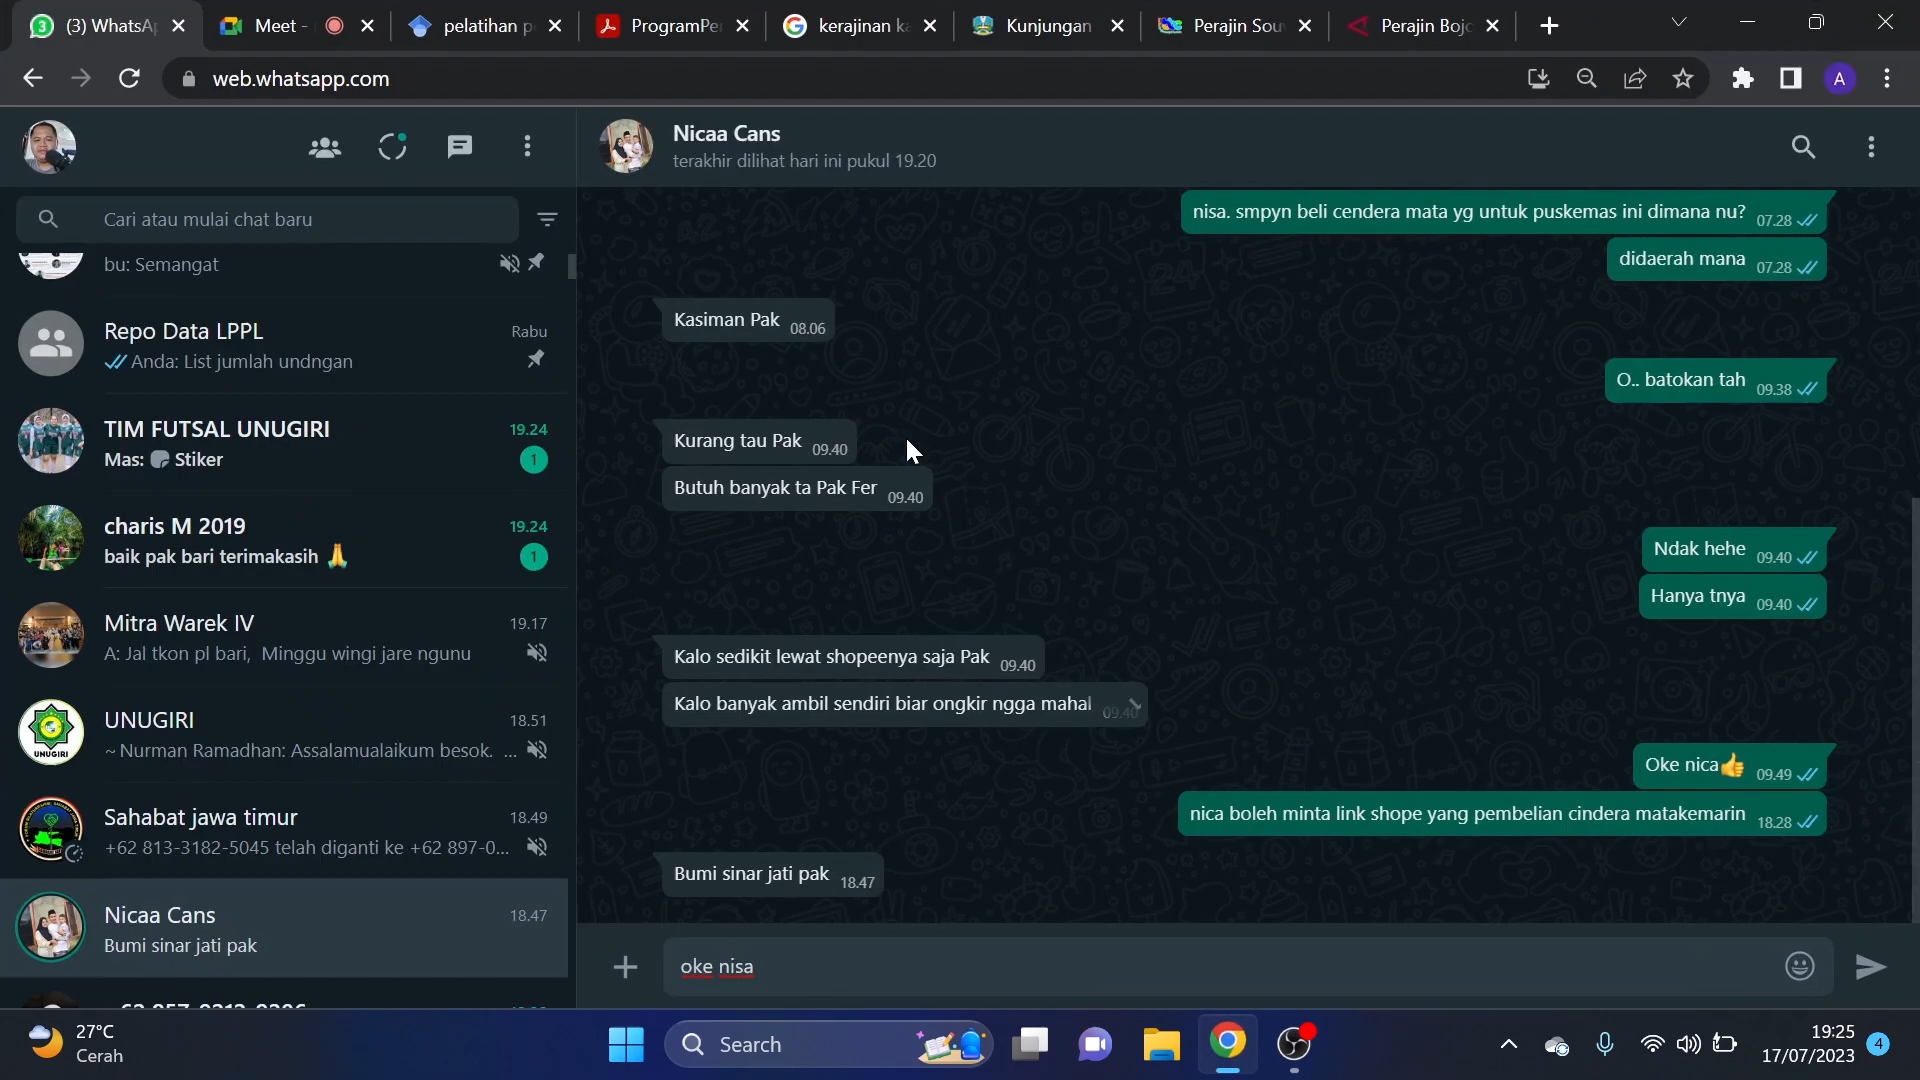 (3) WhatsA
Meet -
pelatihan p
ProgramPe
kerajinan k
Kunjungan
Perajin Sou
Perajin Bojo
web.whatsapp.com
A
Cari atau mulai chat baru
bu: Semangat
Repo Data LPPL
Rabu
Anda: List jumlah undngan
TIM FUTSAL UNUGIRI
19.24
Mas: Stiker
1
charis M 2019
19.24
baik pak bari terimakasih 🙏
1
Mitra Warek IV
19.17
A: Jal tkon pl bari, Minggu wingi jare ngunu
UNUGIRI
18.51
~ Nurman Ramadhan: Assalamualaikum besok. ...
Sahabat jawa timur
18.49
+62 813-3182-5045 telah diganti ke +62 897-0...
Nicaa Cans
18.47
Bumi sinar jati pak
Nicaa Cans
terakhir dilihat hari ini pukul 19.20
nisa. smpyn beli cendera mata yg untuk puskemas ini dimana nu? 07.28
didaerah mana 07.28
Kasiman Pak 08.06
O.. batokan tah 09.38
Kurang tau Pak 09.40
Butuh banyak ta Pak Fer 09.40
Ndak hehe 09.40
Hanya tnya 09.40
Kalo sedikit lewat shopeenya saja Pak 09.40
Kalo banyak ambil sendiri biar ongkir ngga mahal 09.40
Oke nica👍 09.49
nica boleh minta link shope yang pembelian cindera matakemarin 18.28
Bumi sinar jati pak 18.47
oke nisa
27°C
Cerah
Search
19:25
17/07/2023
4